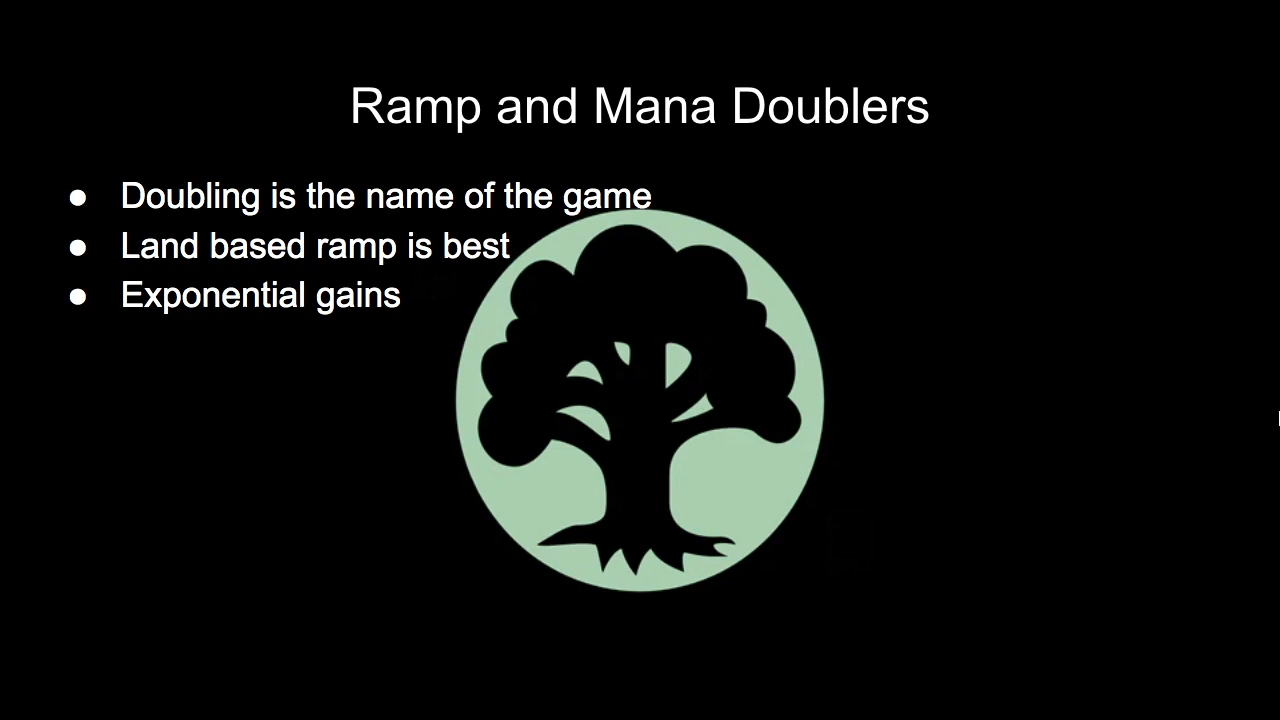 Ramp and Mana Doublers
● Doubling is the name of the game
● Land based ramp is best
● Exponential gains